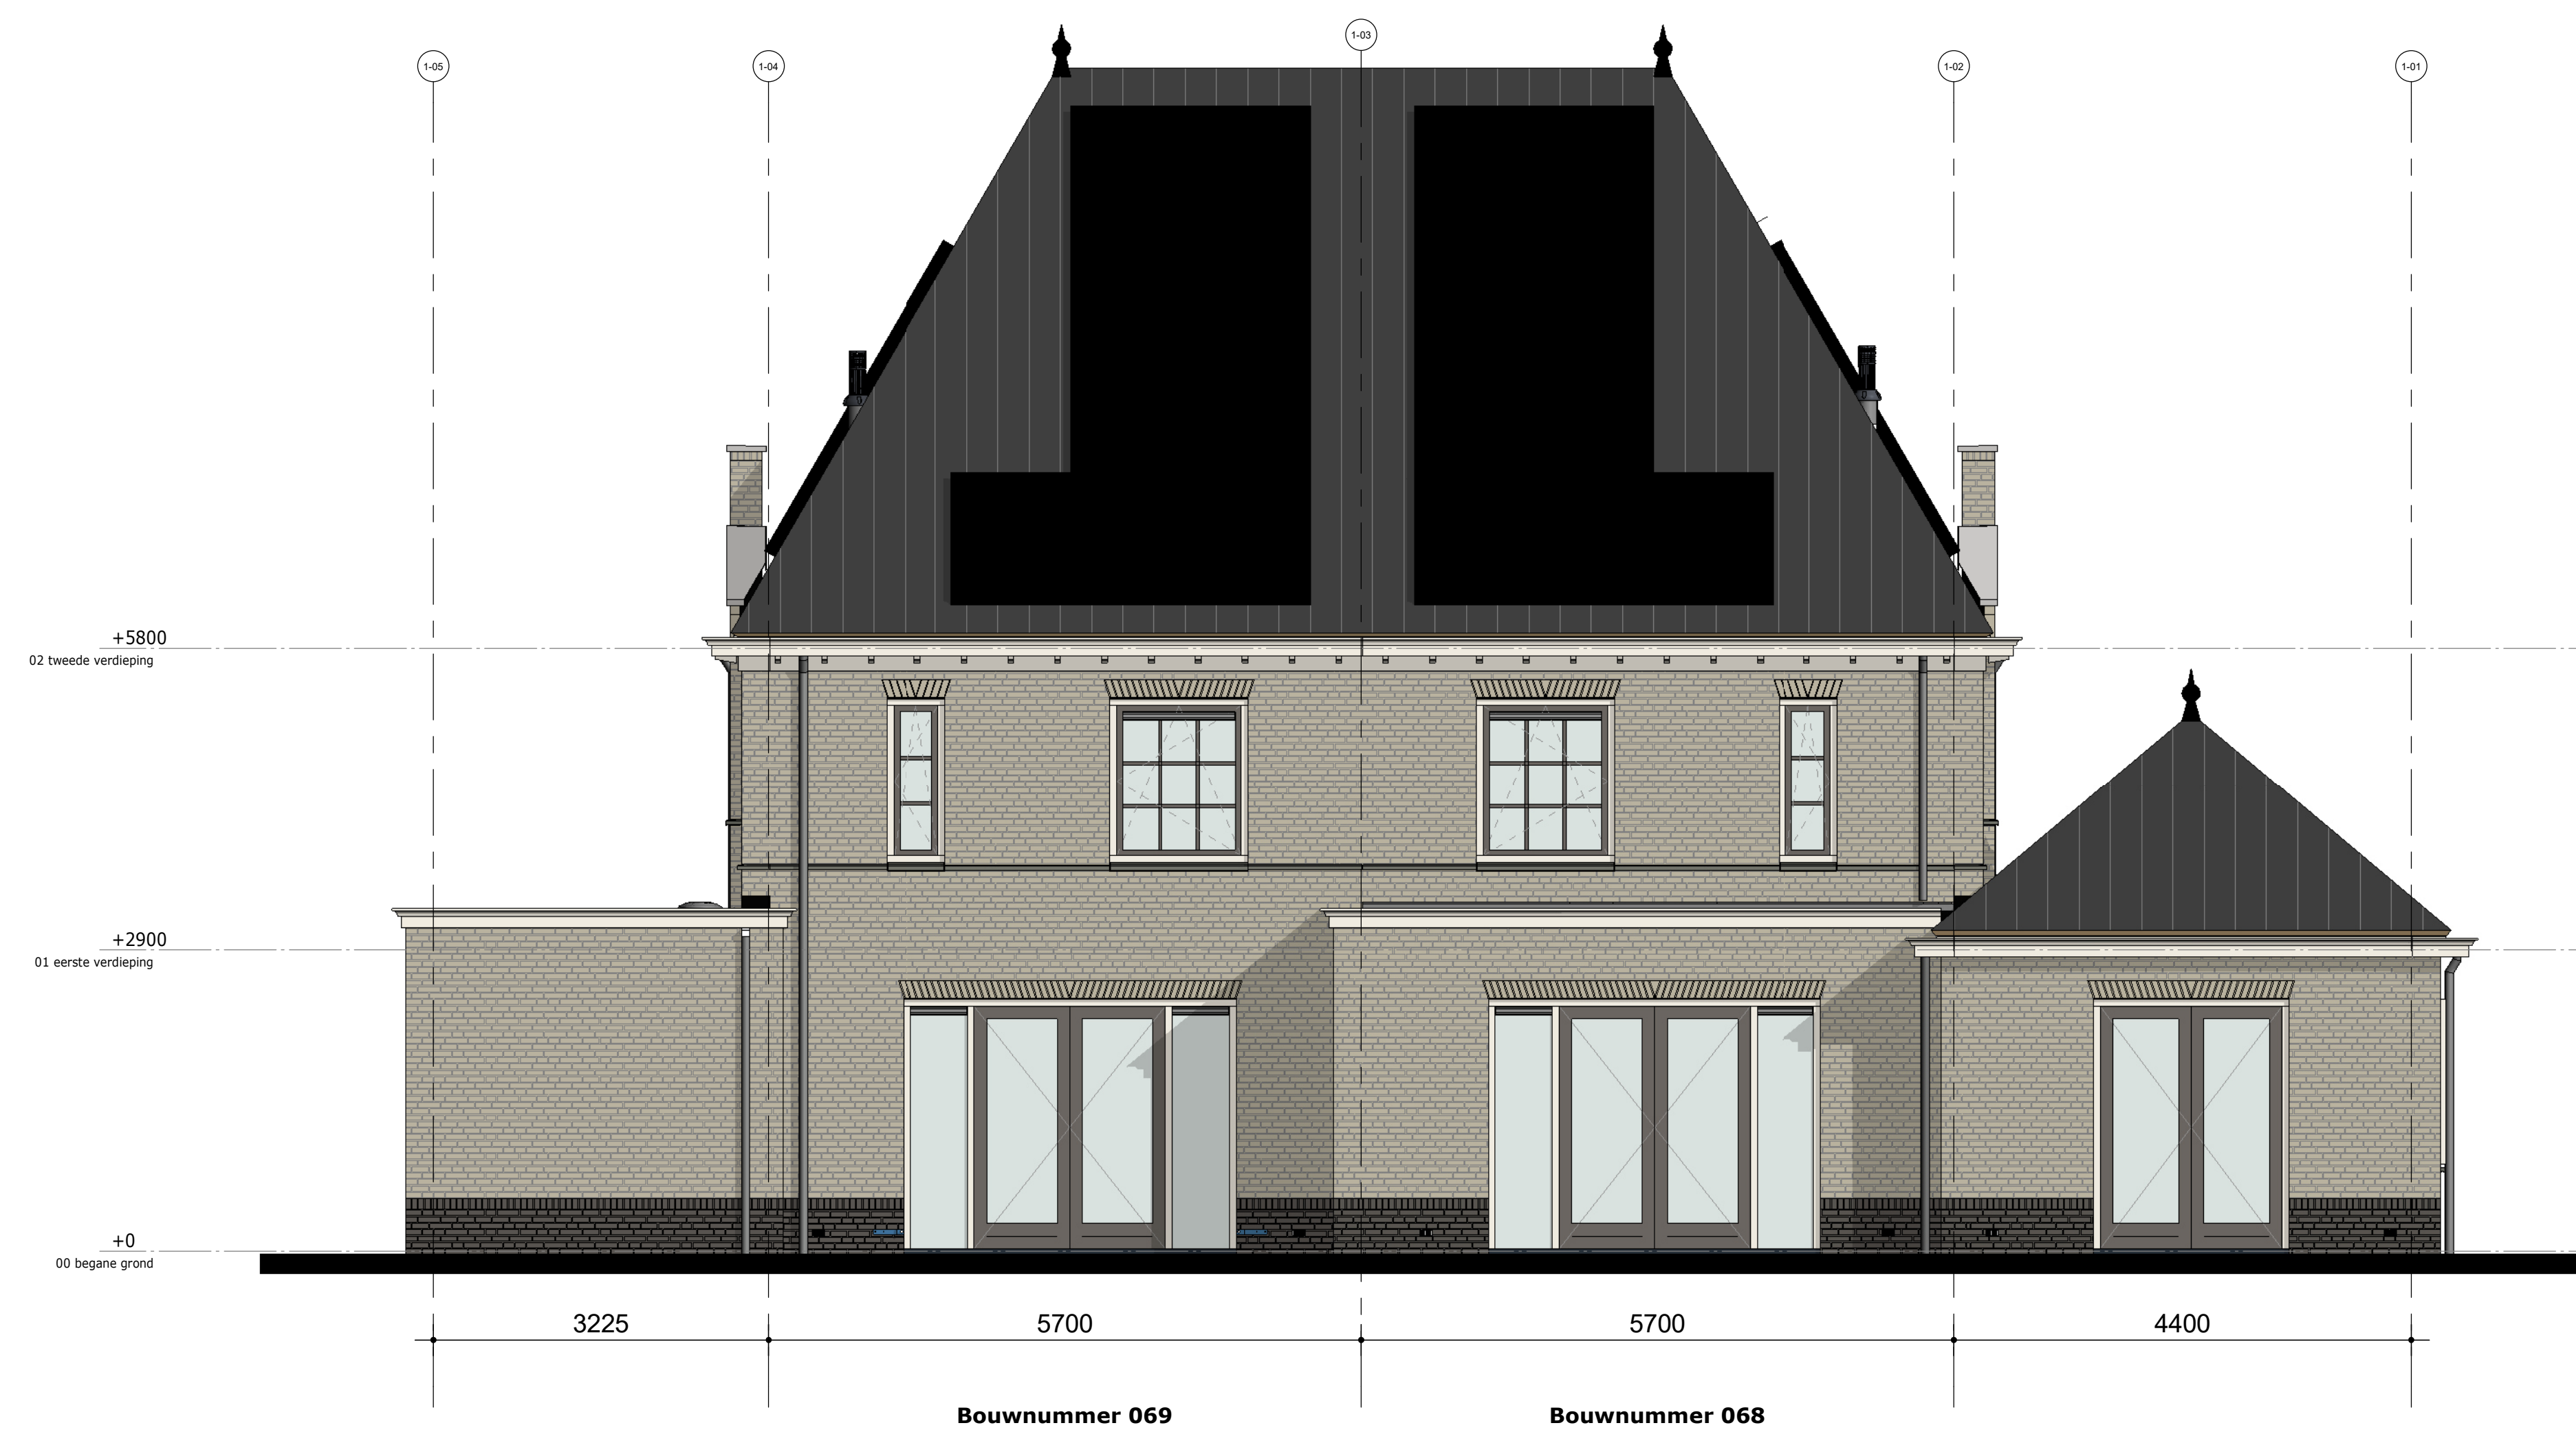 1-05
1-04
1-03
1-02
1-01
+5800
02 tweede verdieping
+2900
01 eerste verdieping
+0
00 begane grond
3225
5700
5700
4400
Bouwnummer 069
Bouwnummer 068